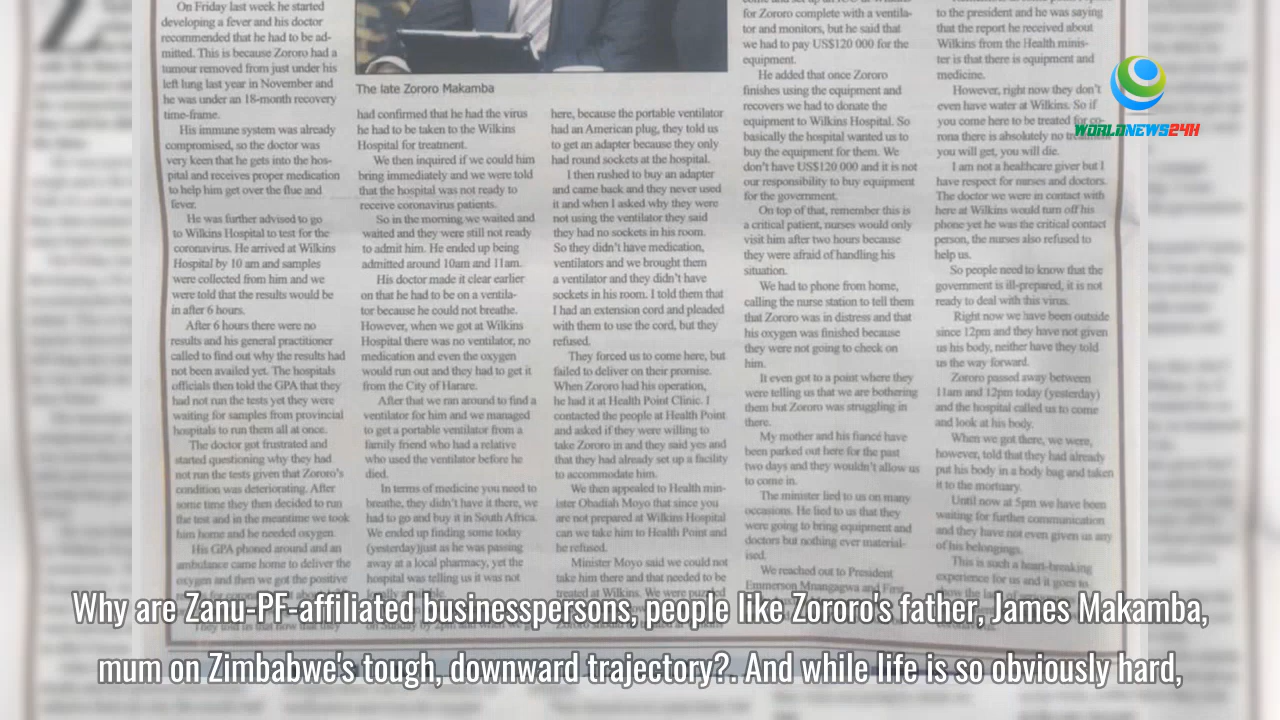 On Friday last week he started
developing a fever and his doctor
recommended that he had to be ad-
mitted. This is because Zororo had a
tumour removed from just under his
left lung last year in November and
he was under an 18-month recovery
time-frame.
His immune system was already
compromised, so the doctor was
very keen that he gets into the hos-
pital and receives proper medication
to help him get over the flue and
fever.
He was further advised to go
to Wilkins Hospital to test for the
coronavirus. He arrived at Wilkins
Hospital by 10 am and samples
were collected from him and we
were told that the results would be
in after 6 hours.
After 6 hours there were no
results and his general practitioner
called to find out why the results had
not been availed yet. The hospitals
officials then told the GPA that they
had not run the tests yet they were
waiting for samples from provincial
hospitals to run them all at once.
The doctor got frustrated and
started questioning why they had
not run the tests given that Zororo's
condition was deteriorating. After
some time they then decided to run
the test and in the meantime we took
him home and he needed oxygen.
His GPA phoned around and an
ambulance came home to deliver the
oxygen and then we got the positive
The late Zororo Makamba
had confirmed that he had the virus
he had to be taken to the Wilkins
Hospital for treatment.
We then inquired if we could him
bring immediately and we were told
that the hospital was not ready to
receive coronavirus patients.
So in the morning we waited and
waited and they were still not ready
to admit him. He ended up being
admitted around 10am and 11am.
His doctor made it clear earlier
on that he had to be on a ventila-
tor because he could not breathe.
However, when we got at Wilkins
Hospital there was no ventilator, no
medication and even the oxygen
would run out and they had to get it
from the City of Harare.
After that we ran around to find a
ventilator for him and we managed
to get a portable ventilator from a
family friend who had a relative
who used the ventilator before he
died.
In terms of medicine you need to
breathe, they didn't have it there, we
had to go and buy it in South Africa.
We ended up finding some today
(yesterday)just as he was passing
away at a local pharmacy, yet the
hospital was telling us it was not
here, because the portable ventilator
had an American plug, they told us
to get an adapter because they only
had round sockets at the hospital.
I then rushed to buy an adapter
and came back and they never used
it and when I asked why they were
not using the ventilator they said
they had no sockets in his room.
So they didn't have medication,
ventilators and we brought them
a ventilator and they didn't have
sockets in his room. I told them that
I had an extension cord and pleaded
with them to use the cord, but they
refused.
They forced us to come here, but
failed to deliver on their promise.
When Zororo had his operation,
he had it at Health Point Clinic. I
contacted the people at Health Point
and asked if they were willing to
take Zororo in and they said yes and
that they had already set up a facility
to accommodate him.
We then appealed to Health min-
ister Obadiah Moyo that since you
are not prepared at Wilkins Hospital
can we take him to Health Point and
he refused.
Minister Moyo said we could not
take him there and that needed to be
treated at Wilkins. We were puzzled
for Zororo complete with a ventila-
tor and monitors, but he said that
we had to pay US$120 000 for the
equipment.
He added that once Zororo
finishes using the equipment and
recovers we had to donate the
equipment to Wilkins Hospital. So
basically the hospital wanted us to
buy the equipment for them. We
don't have US$120 000 and it is not
our responsibility to buy equipment
for the government.
On top of that, remember this is
a critical patient, nurses would only
visit him after two hours because
they were afraid of handling his
situation.
We had to phone from home,
calling the nurse station to tell them
that Zororo was in distress and that
his oxygen was finished because
they were not going to check on
him.
It even got to a point where they
were telling us that we are bothering
them but Zororo was struggling in
there.
My mother and his fiancé have
been parked out here for the past
two days and they wouldn't allow us
to come in.
The minister lied to us on many
occasions. He lied to us that they
were going to bring equipment and
doctors but nothing ever material-
ised.
We reached out to President
Emmerson Mnangagwa and
to the president and he was saying
that the report he received about
Wilkins from the Health minis-
ter is that there is equipment and
medicine.
However, right now they don't
even have water at Wilkins. So if
you come here to be treated for co-
rona there is absolutely no treatment
you will get, you will die.
I am not a healthcare giver but I
have respect for nurses and doctors.
The doctor we were in contact with
here at Wilkins would turn off his
phone yet he was the critical contact
person, the nurses also refused to
help us.
So people need to know that the
government is ill-prepared, it is not
ready to deal with this virus.
Right now we have been outside
since 12pm and they have not given
us his body, neither have they told
us the way forward.
Zororo passed away between
11am and 12pm today (yesterday)
and the hospital called us to come
and look at his body.
When we got there, we were,
however, told that they had already
put his body in a body bag and taken
it to the mortuary.
Until now at 5pm we have been
waiting for further communication
and they have not even given us any
of his belongings.
This is such a heart-breaking
experience for us and it goes to
WORLDNEWS24H
Why are Zanu-PF-affiliated businesspersons, people like Zororo's father, James Makamba,
mum on Zimbabwe's tough, downward trajectory?. And while life is so obviously hard,